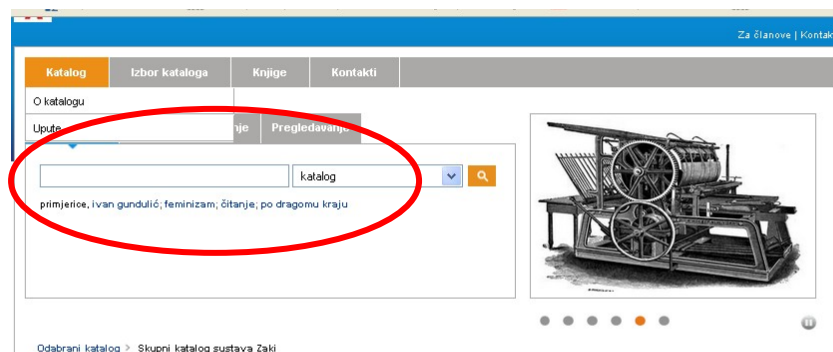 Za članove | Kontak
Katalog Izbor kataloga Knjige Kontakti
O katalogu
Upute nje Pregledavanje
katalog
primjerice, ivan gundulić; feminizam; čitanje; po dragomu kraju
Odabrani katalog > Skupni katalog sustava Zaki